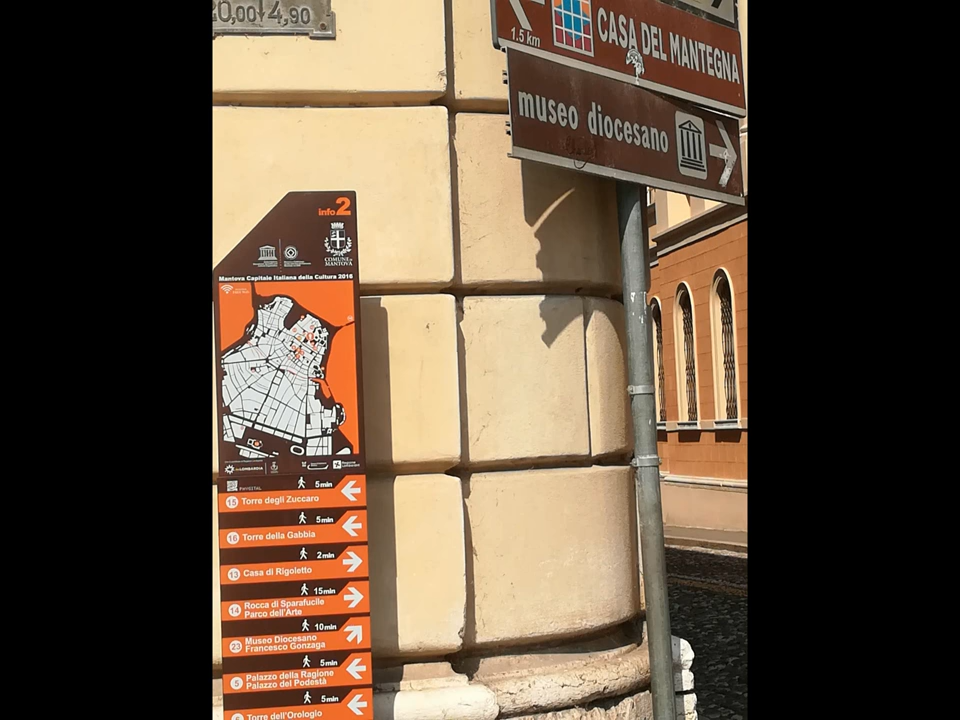 20,00 + 4,90
1.5 km
CASA DEL MANTEGNA
museo diocesano
info2
COMUNE DI
MANTOVA
Mantova Capitale Italiana della Cultura 2016
5min
15 Torre degli Zuccaro
5min
16 Torre della Gabbia
2min
13 Casa di Rigoletto
15min
14 Rocca di Sparafucile
Parco dell'Arte
10min
23 Museo Diocesano
Francesco Gonzaga
5min
5 Palazzo della Ragione
Palazzo del Podestà
5min
6 Torre dell'Orologio